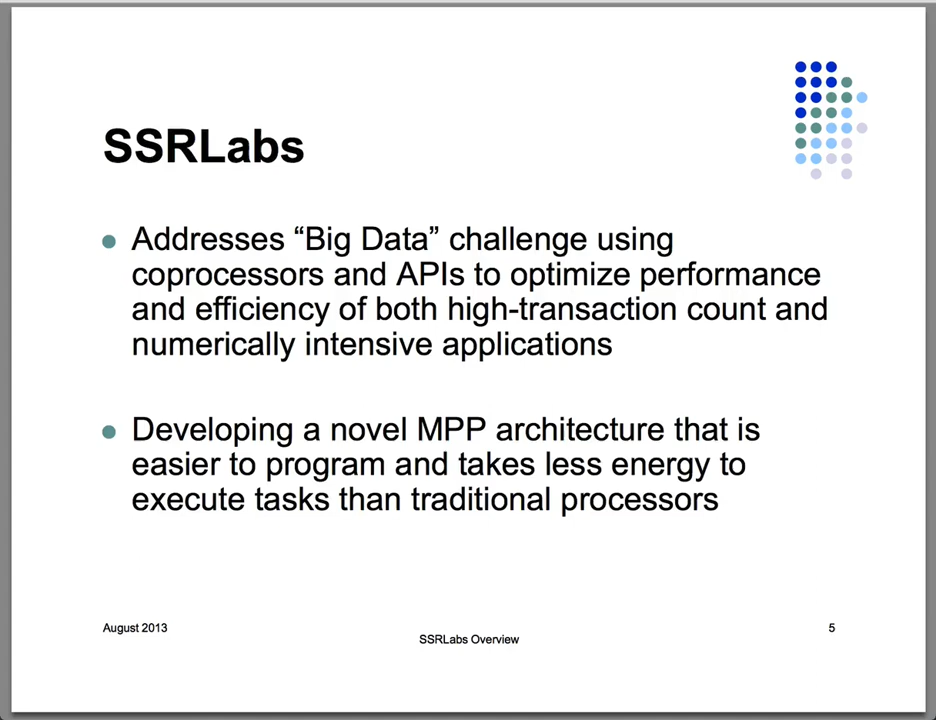 SSRLabs
Addresses “Big Data” challenge using
coprocessors and APIs to optimize performance
and efficiency of both high-transaction count and
numerically intensive applications
Developing a novel MPP architecture that is
easier to program and takes less energy to
execute tasks than traditional processors
August 2013
SSRLabs Overview
5